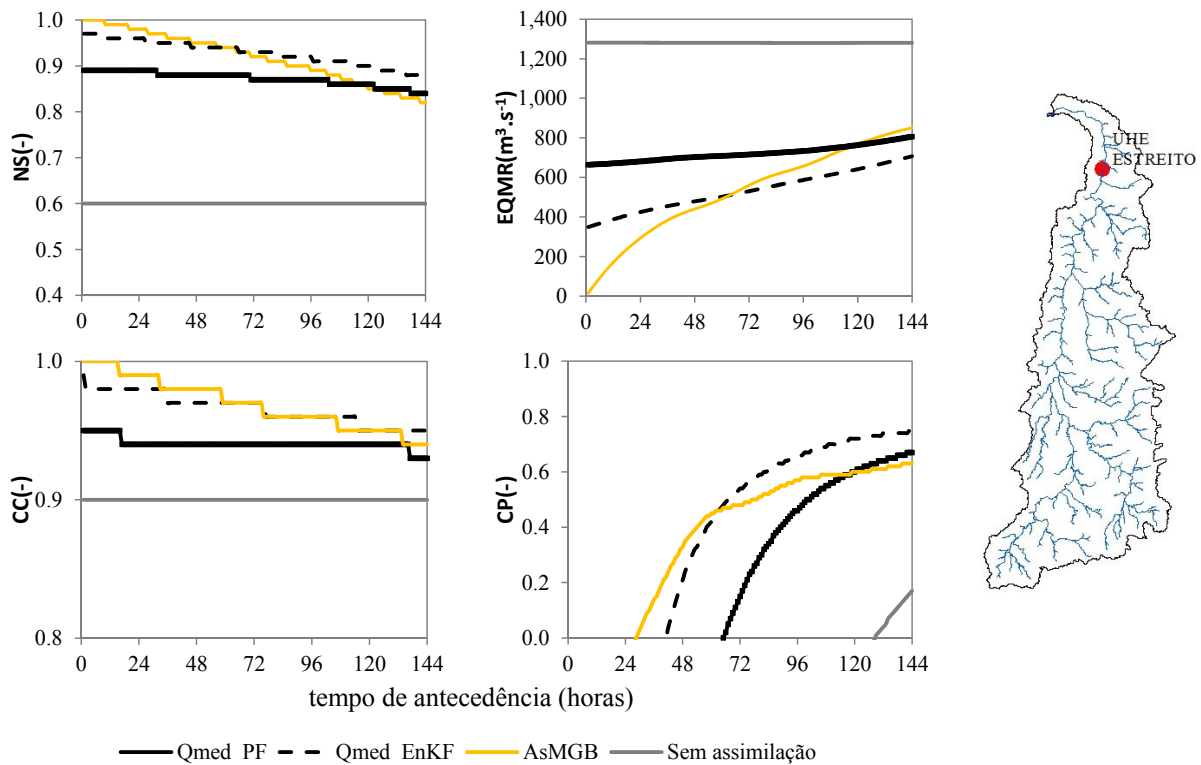 1.0
0.9
0.8
0.7
0.6
0.5
0.4
NS(-)
0 24 48 72 96 120 144
1,400
1,200
1,000
800
600
400
200
0
EQMR(m³.s⁻¹)
0 24 48 72 96 120 144
UHE
ESTREITO
1.0
0.9
0.8
CC(-)
0 24 48 72 96 120 144
1.0
0.8
0.6
0.4
0.2
0.0
CP(-)
0 24 48 72 96 120 144
tempo de antecedência (horas)
Qmed PF Qmed EnKF AsMGB Sem assimilação